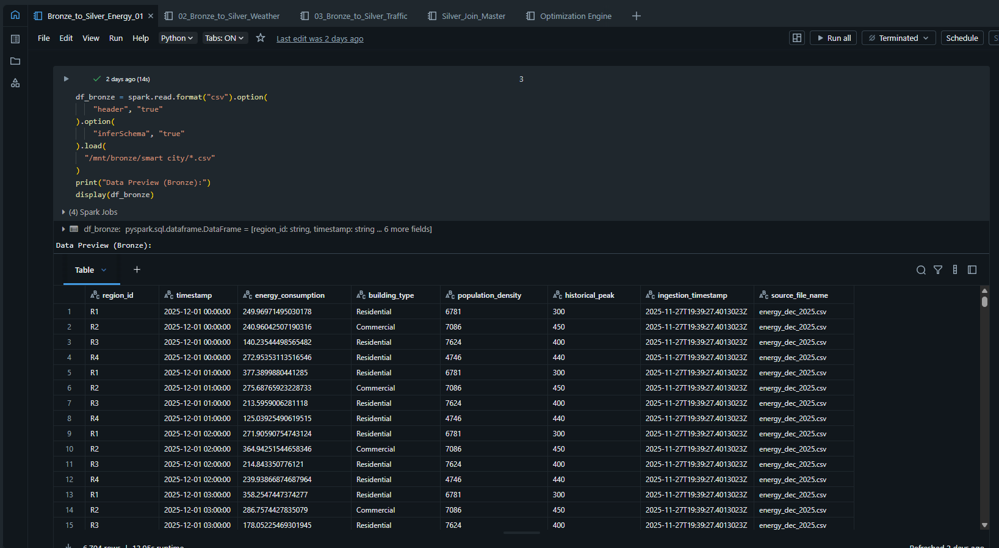 Bronze_to_Silver_Energy_01 02_Bronze_to_Silver_Weather 03_Bronze_to_Silver_Traffic Silver_Join_Master Optimization Engine
File Edit View Run Help Python Tabs: ON Last edit was 2 days ago Run all Terminated Schedule S
2 days ago (14s) 3
df_bronze = spark.read.format("csv").option(
"header", "true"
).option(
"inferSchema", "true"
).load(
"/mnt/bronze/smart city/*.csv"
)
print("Data Preview (Bronze):")
display(df_bronze)
(4) Spark Jobs
df_bronze: pyspark.sql.dataframe.DataFrame = [region_id: string, timestamp: string ... 6 more fields]
Data Preview (Bronze):
Table
region_id timestamp energy_consumption building_type population_density historical_peak ingestion_timestamp source_file_name
1 R1 2025-12-01 00:00:00 249.96971495030178 Residential 6781 300 2025-11-27T19:39:27.4013023Z energy_dec_2025.csv
2 R2 2025-12-01 00:00:00 240.96042507190316 Commercial 7086 450 2025-11-27T19:39:27.4013023Z energy_dec_2025.csv
3 R3 2025-12-01 00:00:00 140.23544498565482 Residential 7624 400 2025-11-27T19:39:27.4013023Z energy_dec_2025.csv
4 R4 2025-12-01 00:00:00 272.95353113516546 Residential 4746 440 2025-11-27T19:39:27.4013023Z energy_dec_2025.csv
5 R1 2025-12-01 01:00:00 377.3899880441285 Residential 6781 300 2025-11-27T19:39:27.4013023Z energy_dec_2025.csv
6 R2 2025-12-01 01:00:00 275.68765923228733 Commercial 7086 450 2025-11-27T19:39:27.4013023Z energy_dec_2025.csv
7 R3 2025-12-01 01:00:00 213.5959006281118 Residential 7624 400 2025-11-27T19:39:27.4013023Z energy_dec_2025.csv
8 R4 2025-12-01 01:00:00 125.03925490619515 Residential 4746 440 2025-11-27T19:39:27.4013023Z energy_dec_2025.csv
9 R1 2025-12-01 02:00:00 271.90590754743124 Residential 6781 300 2025-11-27T19:39:27.4013023Z energy_dec_2025.csv
10 R2 2025-12-01 02:00:00 364.94251544658346 Commercial 7086 450 2025-11-27T19:39:27.4013023Z energy_dec_2025.csv
11 R3 2025-12-01 02:00:00 214.843350776121 Residential 7624 400 2025-11-27T19:39:27.4013023Z energy_dec_2025.csv
12 R4 2025-12-01 02:00:00 239.93866874687964 Residential 4746 440 2025-11-27T19:39:27.4013023Z energy_dec_2025.csv
13 R1 2025-12-01 03:00:00 358.2547447374277 Residential 6781 300 2025-11-27T19:39:27.4013023Z energy_dec_2025.csv
14 R2 2025-12-01 03:00:00 286.7574427835079 Commercial 7086 450 2025-11-27T19:39:27.4013023Z energy_dec_2025.csv
15 R3 2025-12-01 03:00:00 178.05225469301945 Residential 7624 400 2025-11-27T19:39:27.4013023Z energy_dec_2025.csv
6,704 rows | 13.95s runtime Refreshed 2 days ago